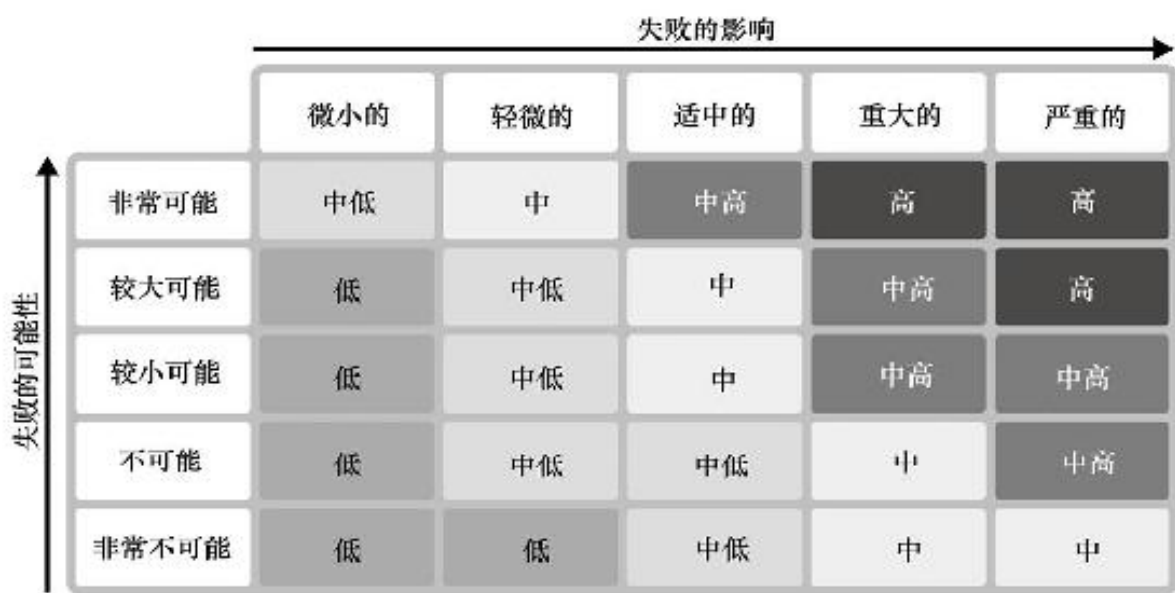 失败的影响
微小的 轻微的 适中的 重大的 严重的
失败的可能性
非常可能 中低 中 中高 高 高
较大可能 低 中低 中 中高 高
较小可能 低 中低 中 中高 中高
不可能 低 中低 中低 中 中高
非常不可能 低 低 中低 中 中